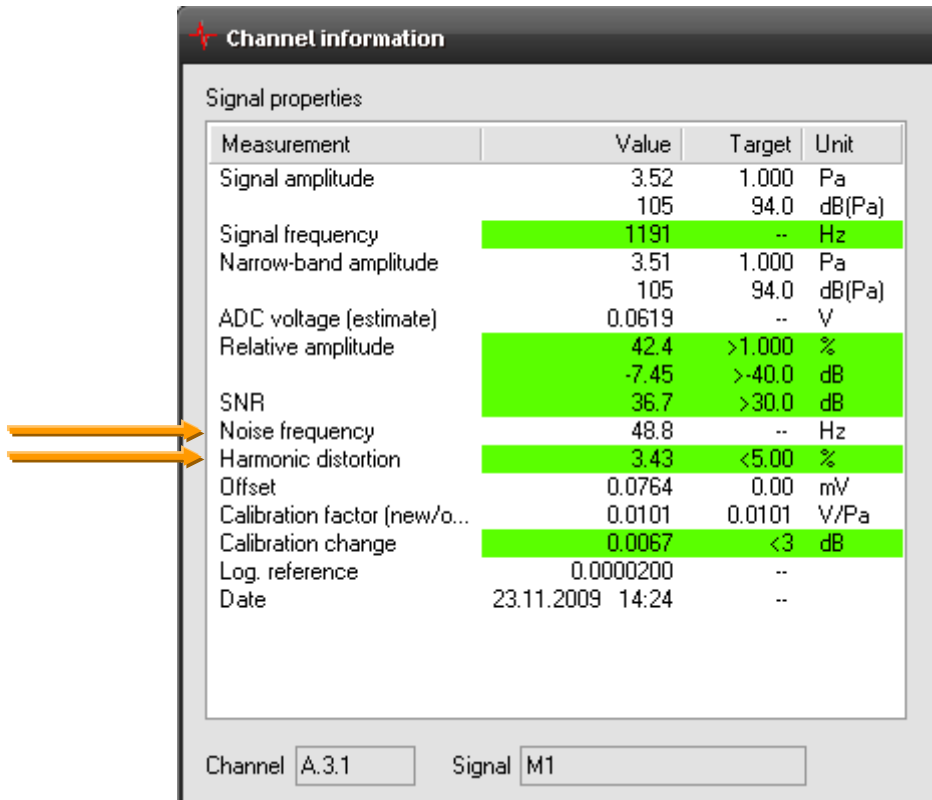 Channel information
Signal properties
Measurement Value Target Unit
Signal amplitude 3.52 1.000 Pa
105 94.0 dB(Pa)
Signal frequency 1191 -- Hz
Narrow-band amplitude 3.51 1.000 Pa
105 94.0 dB(Pa)
ADC voltage (estimate) 0.0619 -- V
Relative amplitude 42.4 >1.000 %
-7.45 >-40.0 dB
SNR 36.7 >30.0 dB
Noise frequency 48.8 -- Hz
Harmonic distortion 3.43 <5.00 %
Offset 0.0764 0.00 mV
Calibration factor (new/o... 0.0101 0.0101 V/Pa
Calibration change 0.0067 <3 dB
Log. reference 0.0000200 --
Date 23.11.2009 14:24 --
Channel A.3.1 Signal M1